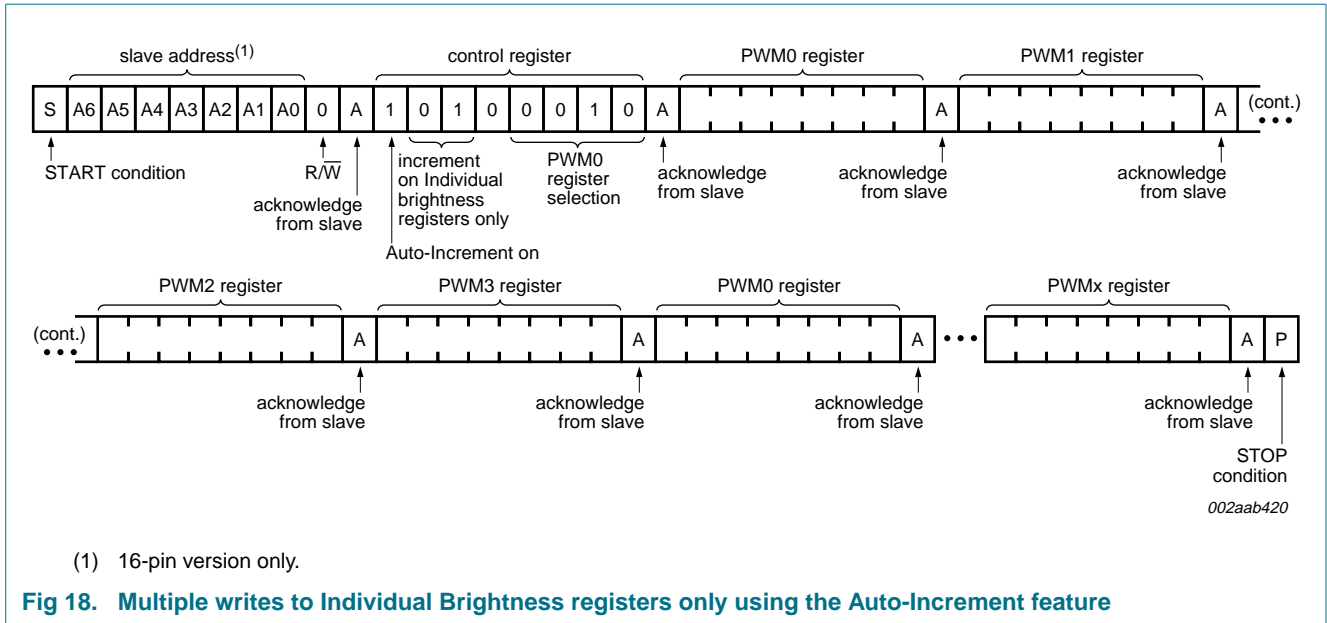 slave address(1) control register PWM0 register PWM1 register
S A6 A5 A4 A3 A2 A1 A0 0 A 1 0 1 0 0 0 1 0 A A A (cont.)
START condition
R/W
acknowledge
from slave
increment
on Individual
brightness
registers only
Auto-Increment on
PWM0
register
selection
acknowledge
from slave
acknowledge
from slave
acknowledge
from slave
PWM2 register PWM3 register PWM0 register PWMx register
(cont.) A A A A P
acknowledge
from slave
acknowledge
from slave
acknowledge
from slave
acknowledge
from slave
STOP
condition
002aab420
(1) 16-pin version only.
Fig 18. Multiple writes to Individual Brightness registers only using the Auto-Increment feature